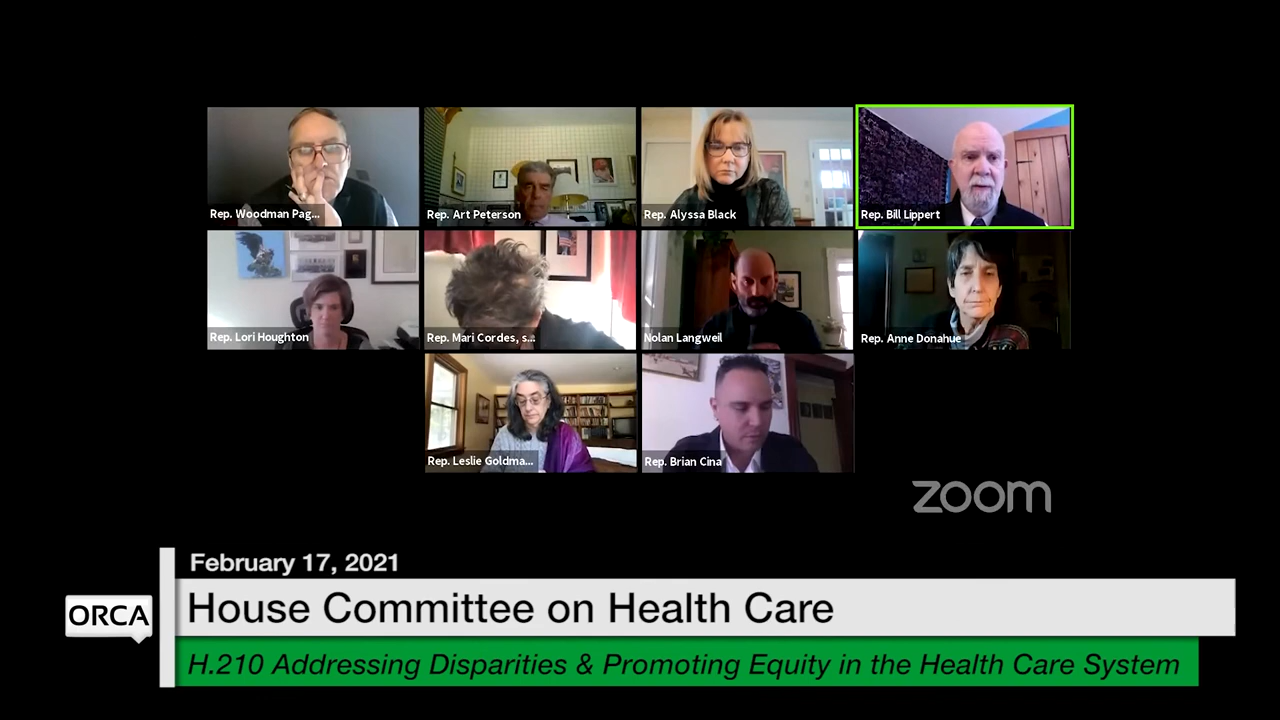 Rep. Woodman Pag...
Rep. Art Peterson
Rep. Alyssa Black
Rep. Bill Lippert
Rep. Lori Houghton
Rep. Mari Cordes, s...
Nolan Langweil
Rep. Anne Donahue
Rep. Leslie Goldma...
Rep. Brian Cina
zoom
February 17, 2021
ORCA
House Committee on Health Care
H.210 Addressing Disparities & Promoting Equity in the Health Care System